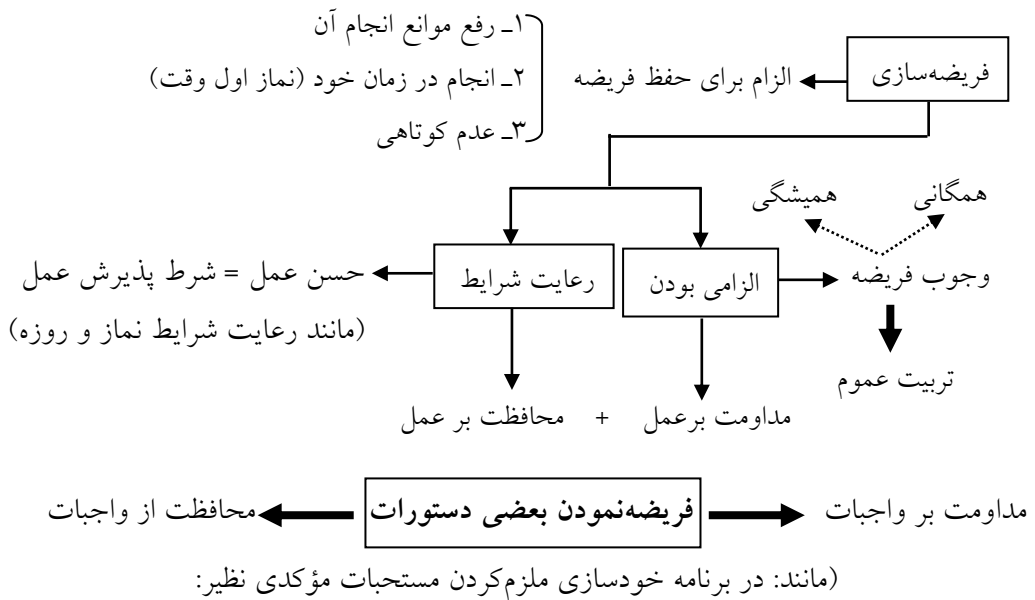 ۱ـ رفع موانع انجام آن
فریضه‌سازی
الزام برای حفظ فریضه
۲ـ انجام در زمان خود (نماز اول وقت)
۳ـ عدم کوتاهی
همگانی
همیشگی
وجوب فریضه
الزامی بودن
رعایت شرایط
حسن عمل = شرط پذیرش عمل
(مانند رعایت شرایط نماز و روزه)
تربیت عموم
مداومت برعمل + محافظت بر عمل
مداومت بر واجبات
فریضه‌نمودن بعضی دستورات
محافظت از واجبات
(مانند: در برنامه خودسازی ملزم‌کردن مستحبات مؤکدی نظیر: